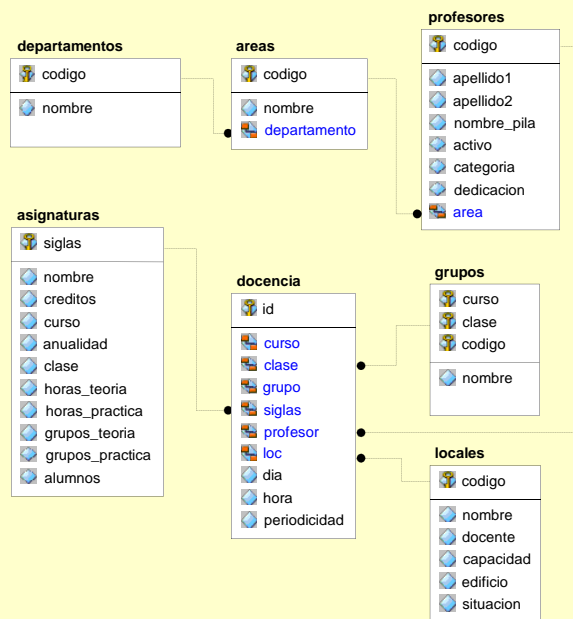 departamentos
codigo
nombre
areas
codigo
nombre
departamento
profesores
codigo
apellido1
apellido2
nombre_pila
activo
categoria
dedicacion
area
asignaturas
siglas
nombre
creditos
curso
anualidad
clase
horas_teoria
horas_practica
grupos_teoria
grupos_practica
alumnos
docencia
id
curso
clase
grupo
siglas
profesor
loc
dia
hora
periodicidad
grupos
curso
clase
codigo
nombre
locales
codigo
nombre
docente
capacidad
edificio
situacion